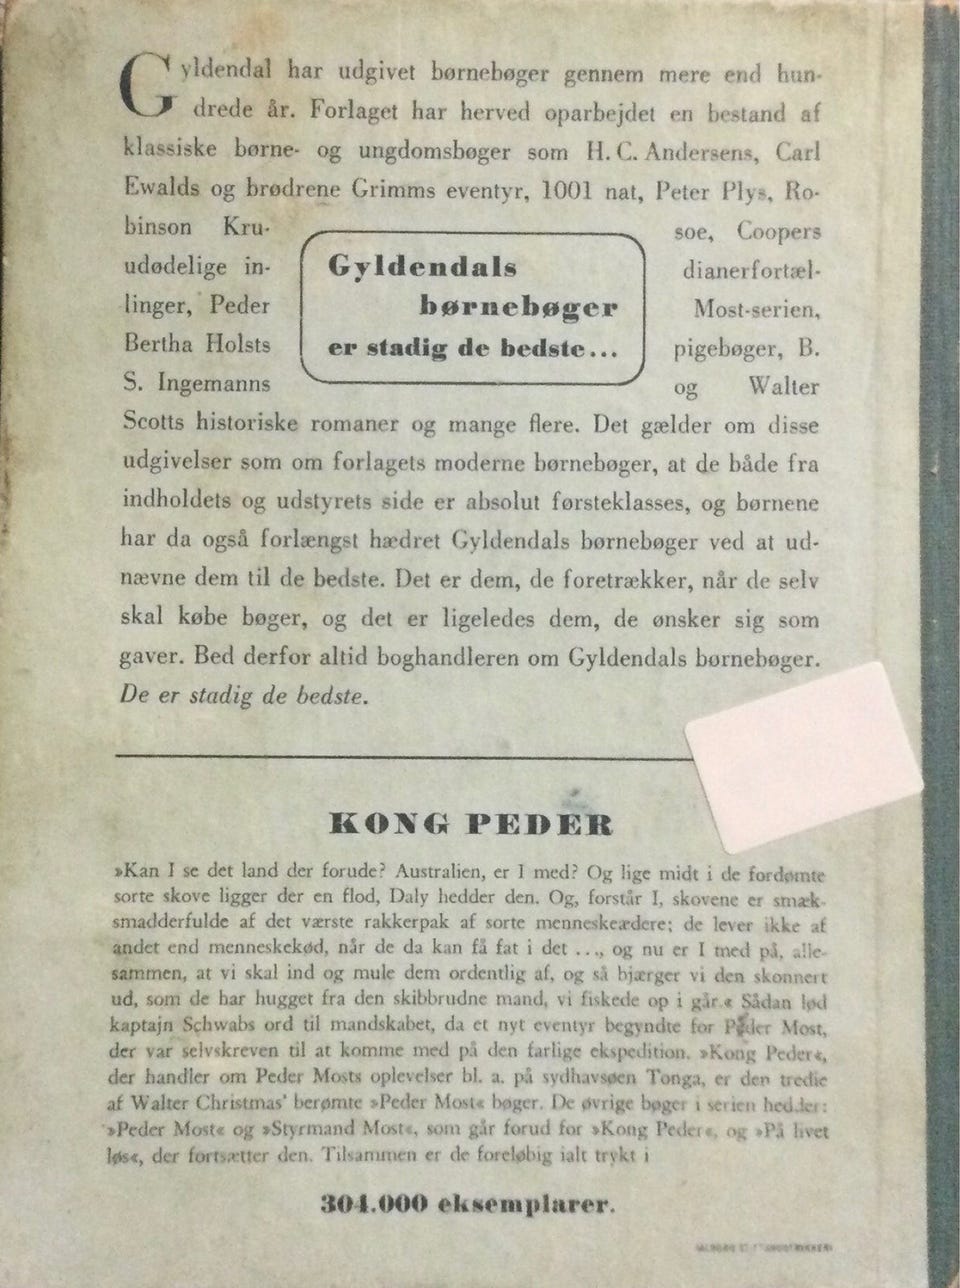 Gyldendal har udgivet børnebøger gennem mere end hun-
drede år. Forlaget har herved oparbejdet en bestand af
klassiske børne- og ungdomsbøger som H. C. Andersens, Carl
Ewalds og brødrene Grimms eventyr, 1001 nat, Peter Plys, Ro-
binson Kru- soe, Coopers
udødelige in- dianerfortæl-
linger, Peder Most-serien,
Bertha Holsts pigebøger, B.
S. Ingemanns og Walter
Gyldendals
børnebøger
er stadig de bedste...
Scotts historiske romaner og mange flere. Det gælder om disse
udgivelser som om forlagets moderne børnebøger, at de både fra
indholdets og udstyrets side er absolut førsteklasses, og børnene
har da også forlængst hædret Gyldendals børnebøger ved at ud-
nævne dem til de bedste. Det er dem, de foretrækker, når de selv
skal købe bøger, og det er ligeledes dem, de ønsker sig som
gaver. Bed derfor altid boghandleren om Gyldendals børnebøger.
De er stadig de bedste.
KONG PEDER
»Kan I se det land der forude? Australien, er I med? Og lige midt i de fordømte
sorte skove ligger der en flod, Daly hedder den. Og, forstår I, skovene er smæk-
smadderfulde af det værste rakkerpak af sorte menneskeædere; de lever ikke af
andet end menneskekød, når de da kan få fat i det ..., og nu er I med på, alle-
sammen, at vi skal ind og mule dem ordentlig af, og så bjærger vi den skonnert
ud, som de har hugget fra den skibbrudne mand, vi fiskede op i går.« Sådan lød
kaptajn Schwabs ord til mandskabet, da et nyt eventyr begyndte for Peder Most,
der var selvskreven til at komme med på den farlige ekspedition. »Kong Peder«,
der handler om Peder Mosts oplevelser bl. a. på sydhavsøen Tonga, er den tredie
af Walter Christmas' berømte »Peder Most« bøger. De øvrige bøger i serien hedder:
»Peder Most« og »Styrmand Most«, som går forud for »Kong Peder«, og »På livet
løs«, der fortsætter den. Tilsammen er de foreløbig ialt trykt i
304.000 eksemplarer.